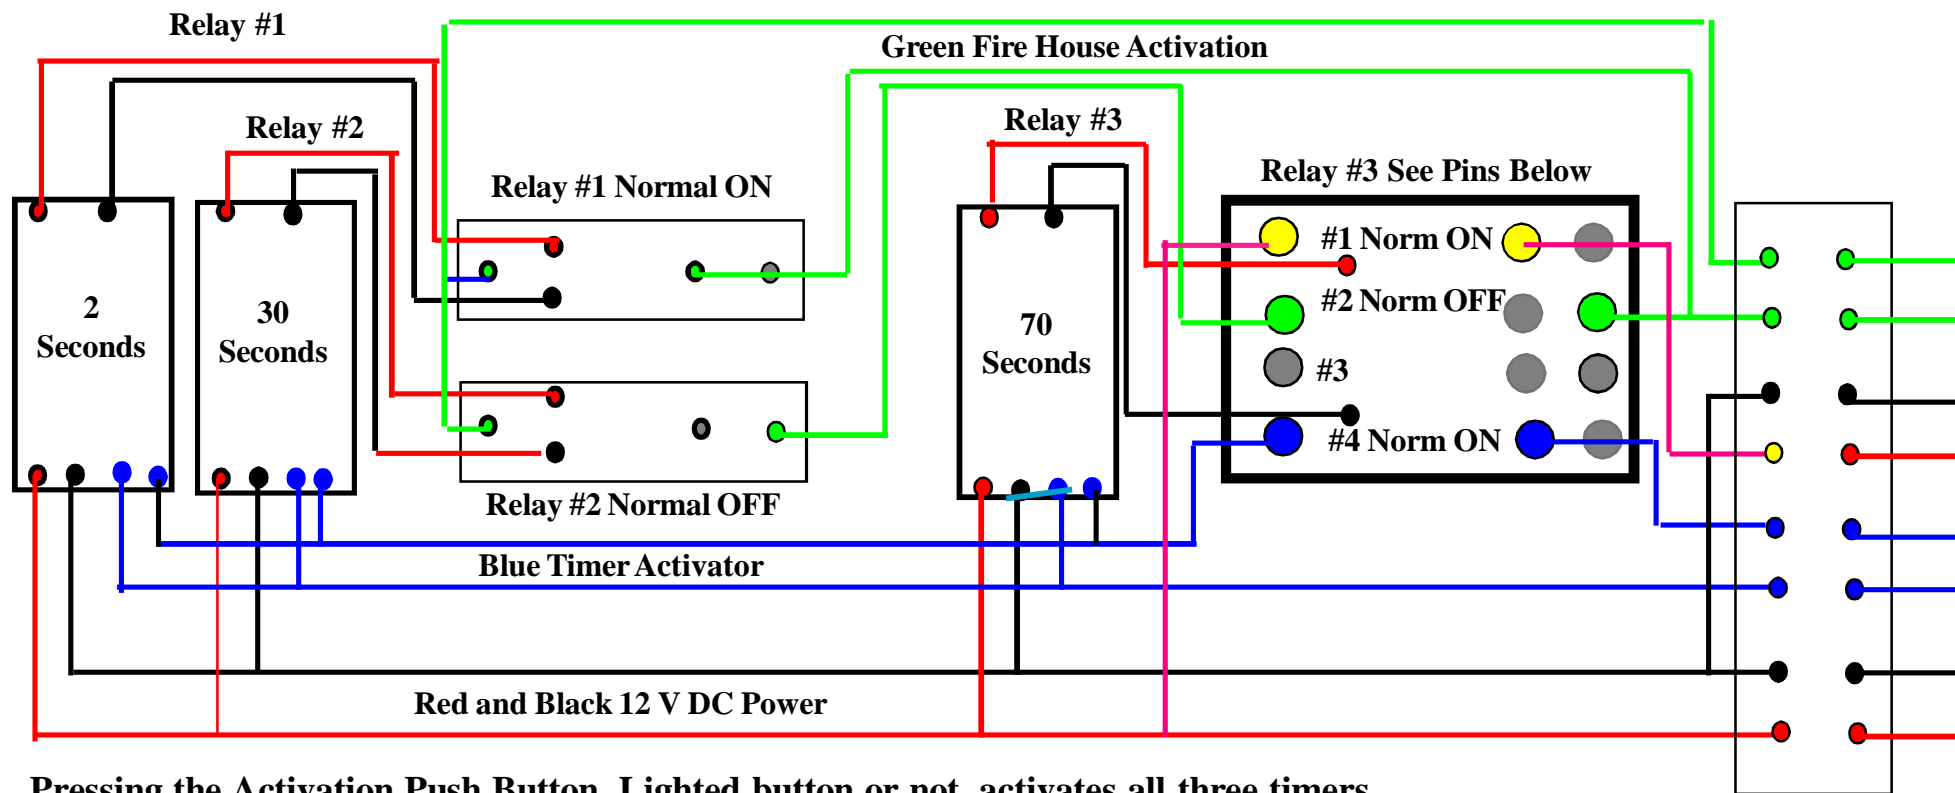 Relay #1
Green Fire House Activation
Relay #2
Relay #3
Relay #3 See Pins Below
Relay #1 Normal ON
#1 Norm ON
#2 Norm OFF
2
Seconds
30
Seconds
70
Seconds
#3
#4 Norm ON
Relay #2 Normal OFF
Blue Timer Activator
Red and Black 12 V DC Power
Pressing the Activation Push Button, Lighted button or not, activates all three timers